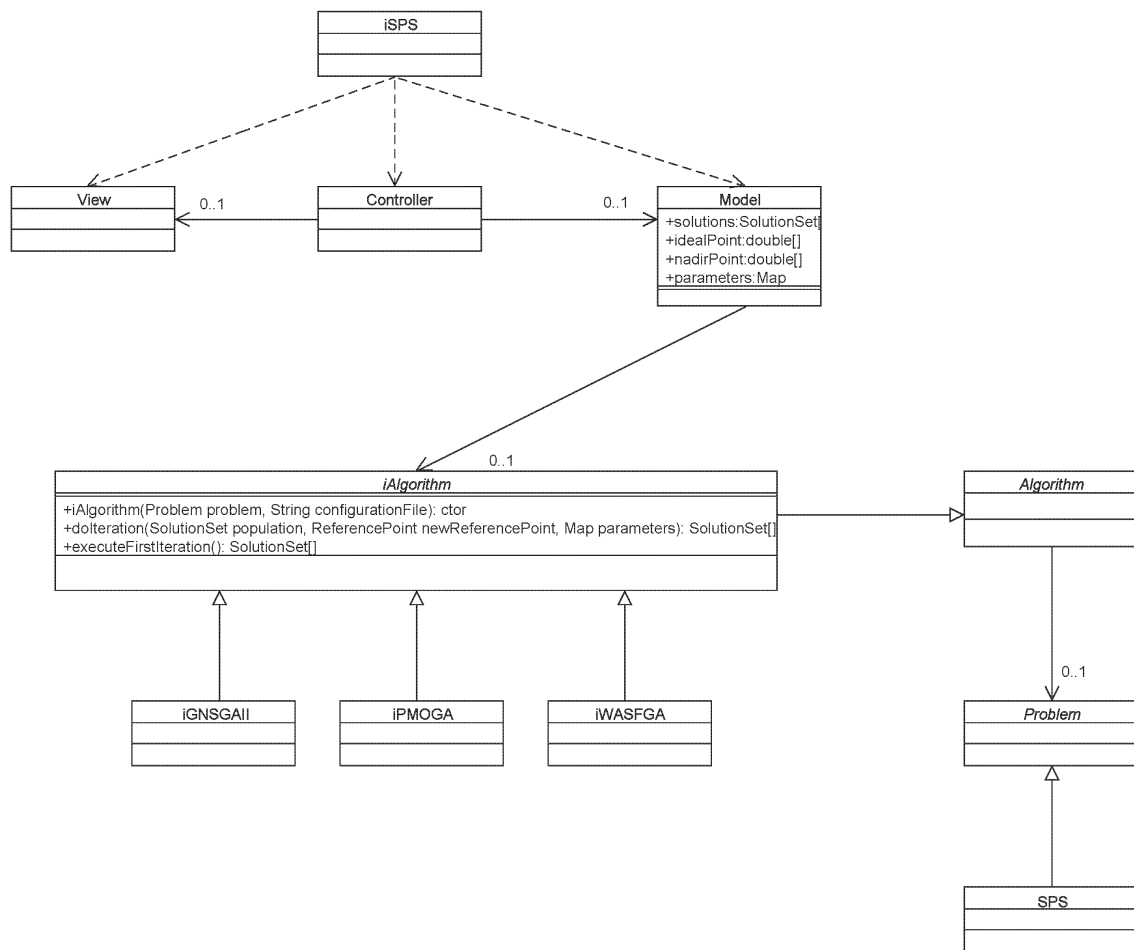 iSPS
View
0..1
Controller
0..1
Model
+solutions:SolutionSet[
+idealPoint:double[]
+nadirPoint:double[]
+parameters:Map
0..1
iAlgorithm
+iAlgorithm(Problem problem, String configurationFile): ctor
+doIteration(SolutionSet population, ReferencePoint newReferencePoint, Map parameters): SolutionSet[]
+executeFirstIteration(): SolutionSet[]
Algorithm
0..1
iGNSGAII
iPMOGA
iWASFGA
Problem
SPS